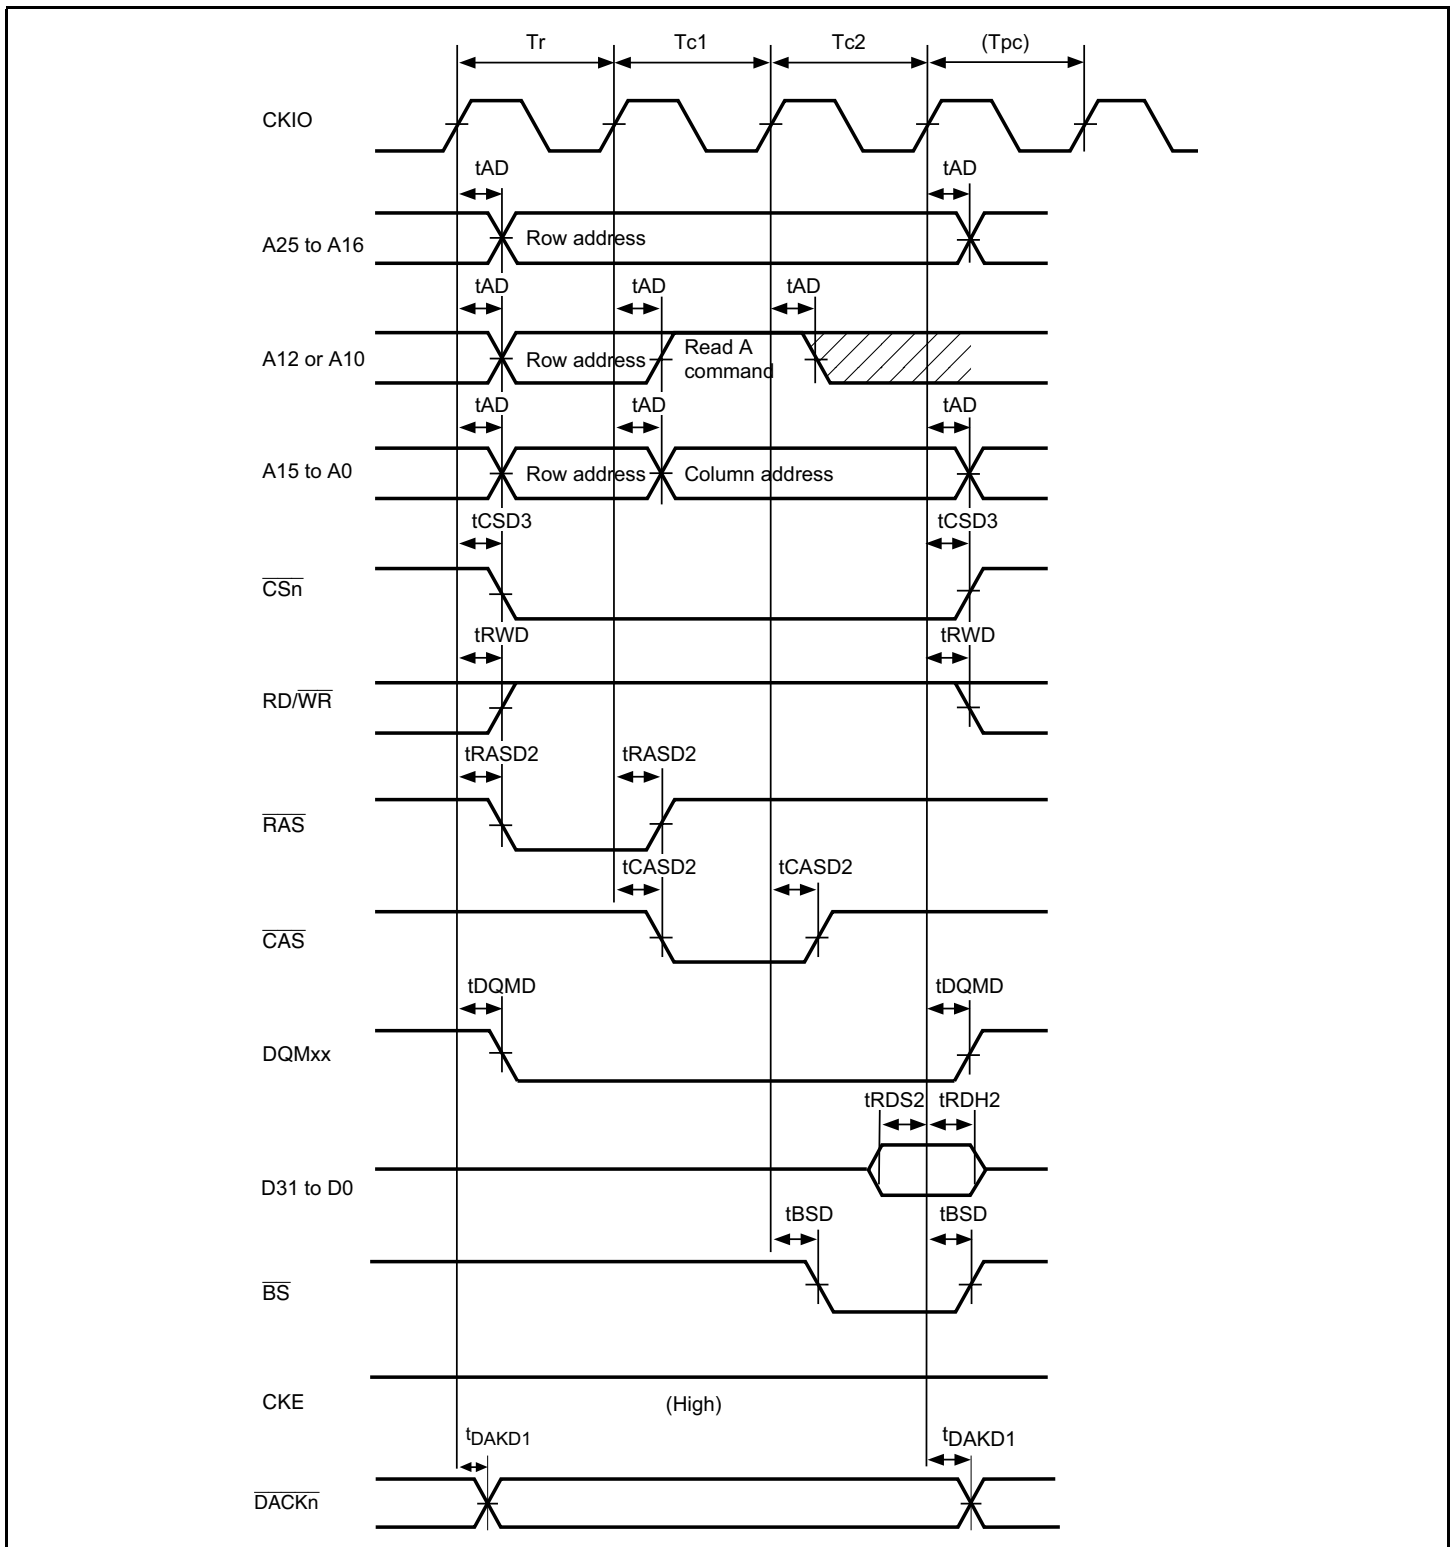 Tr Tc1 Tc2 (Tpc)
CKIO
tAD tAD
A25 to A16 Row address
tAD tAD tAD
A12 or A10 Row address Read A command
tAD tAD tAD
A15 to A0 Row address Column address
tCSD3 tCSD3
CSn
tRWD tRWD
RD/WR
tRASD2 tRASD2
RAS
tCASD2 tCASD2
CAS
tDQMD tDQMD
DQMxx
tRDS2 tRDH2
D31 to D0
tBSD tBSD
BS
CKE (High)
tDAKD1 tDAKD1
DACKn